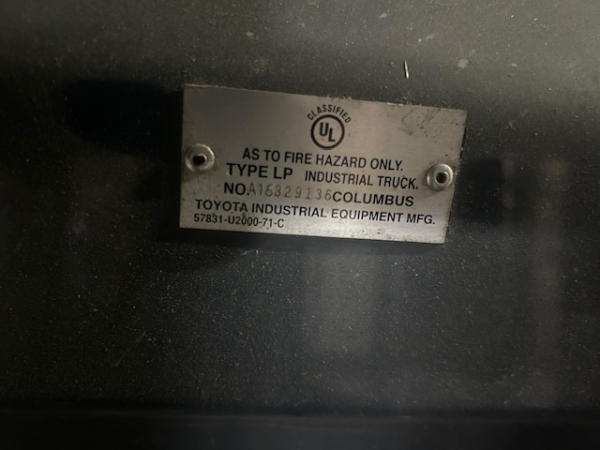 CLASSIFIED
UL
AS TO FIRE HAZARD ONLY.
TYPE LP INDUSTRIAL TRUCK.
NO.A16329136COLUMBUS
TOYOTA INDUSTRIAL EQUIPMENT MFG.
57831-U2000-71-C